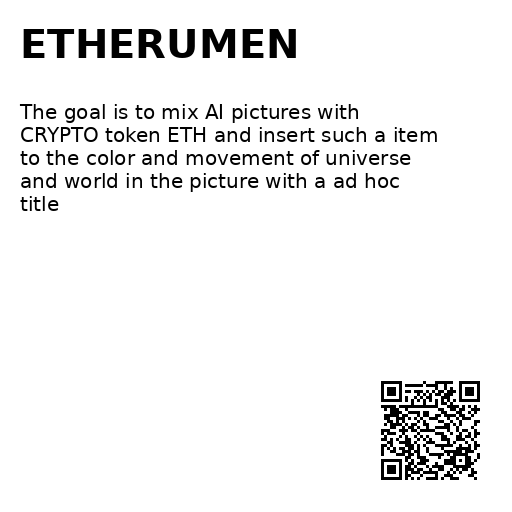 ETHERUMEN
The goal is to mix AI pictures with
CRYPTO token ETH and insert such a item
to the color and movement of universe
and world in the picture with a ad hoc
title